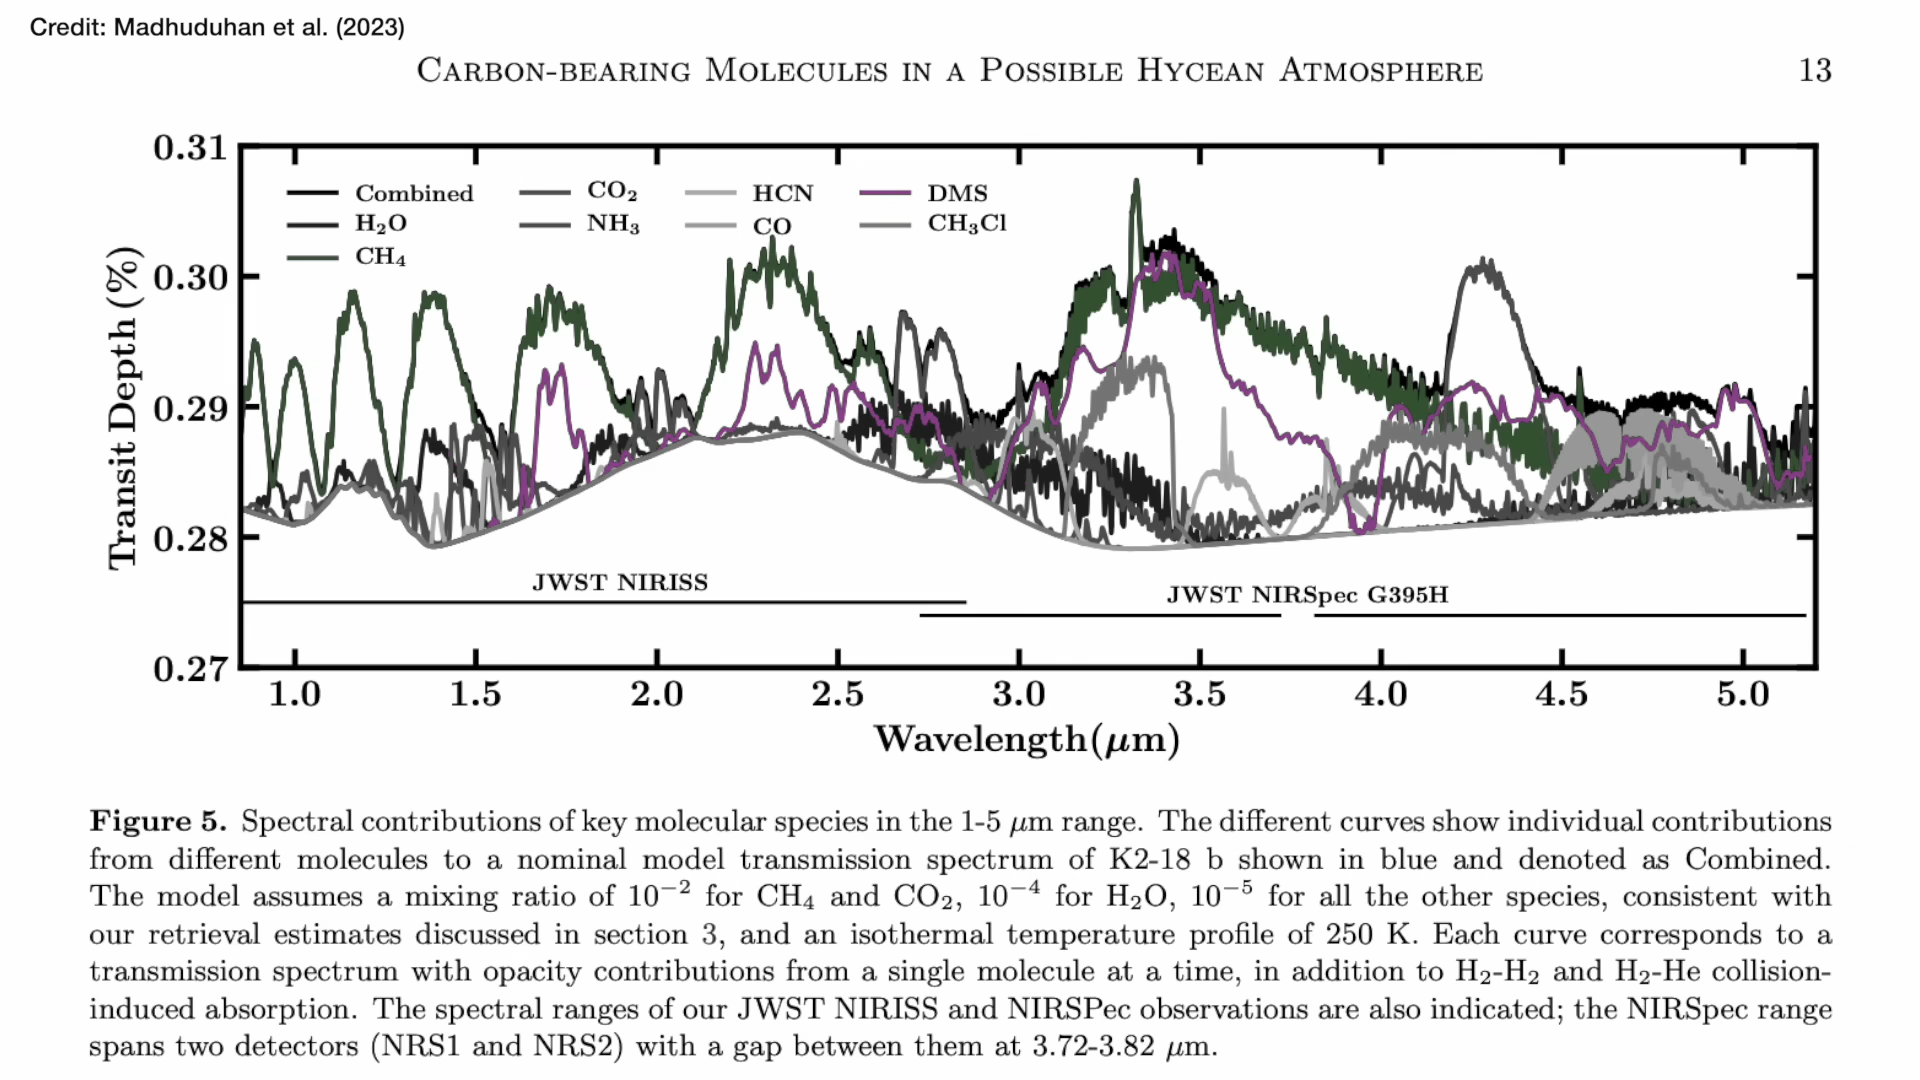 Credit: Madhuduhan et al. (2023)
CARBON-BEARING MOLECULES IN A POSSIBLE HYCEAN ATMOSPHERE 13
0.31
0.30
0.29
0.28
0.27
Transit Depth (%)
Combined
H₂O
CH₄
CO₂
NH₃
HCN
CO
DMS
CH₃Cl
JWST NIRISS
JWST NIRSpec G395H
1.0 1.5 2.0 2.5 3.0 3.5 4.0 4.5 5.0
Wavelength(μm)
Figure 5. Spectral contributions of key molecular species in the 1-5 μm range. The different curves show individual contributions
from different molecules to a nominal model transmission spectrum of K2-18 b shown in blue and denoted as Combined.
The model assumes a mixing ratio of 10⁻² for CH₄ and CO₂, 10⁻⁴ for H₂O, 10⁻⁵ for all the other species, consistent with
our retrieval estimates discussed in section 3, and an isothermal temperature profile of 250 K. Each curve corresponds to a
transmission spectrum with opacity contributions from a single molecule at a time, in addition to H₂-H₂ and H₂-He collision-
induced absorption. The spectral ranges of our JWST NIRISS and NIRSPec observations are also indicated; the NIRSpec range
spans two detectors (NRS1 and NRS2) with a gap between them at 3.72-3.82 μm.